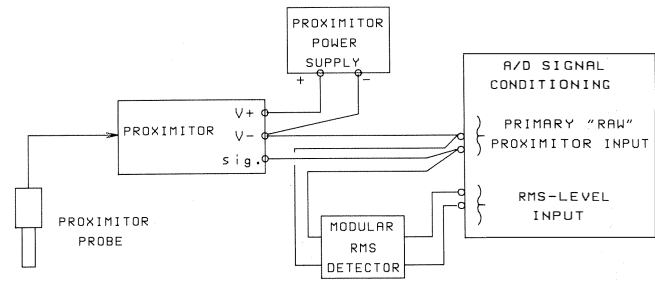 PROXIMITOR
POWER
SUPPLY
+ -
A/D SIGNAL
CONDITIONING
PROXIMITOR
V+
V-
sig.
PRIMARY "RAW"
PROXIMITOR INPUT
RMS-LEVEL
INPUT
PROXIMITOR
PROBE
MODULAR
RMS
DETECTOR